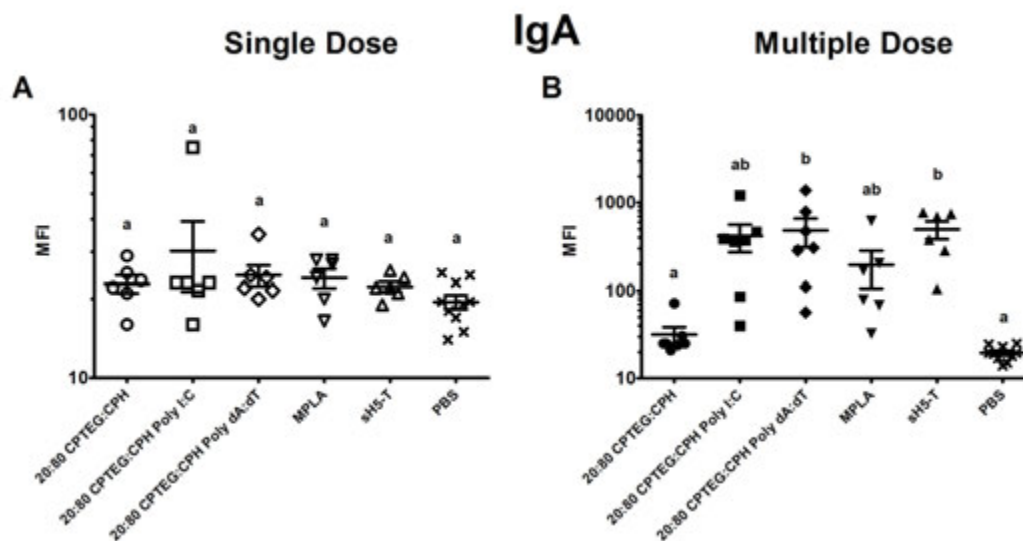 IgA
Single Dose
Multiple Dose
A
B
100
10
MFI
a
a
a
a
a
a
20:80 CPTEG:CPH
20:80 CPTEG:CPH Poly I:C
20:80 CPTEG:CPH Poly dA:dT
MPLA
sH5-T
PBS
10000
1000
100
10
MFI
a
ab
b
ab
b
a
20:80 CPTEG:CPH
20:80 CPTEG:CPH Poly I:C
20:80 CPTEG:CPH Poly dA:dT
MPLA
sH5-T
PBS